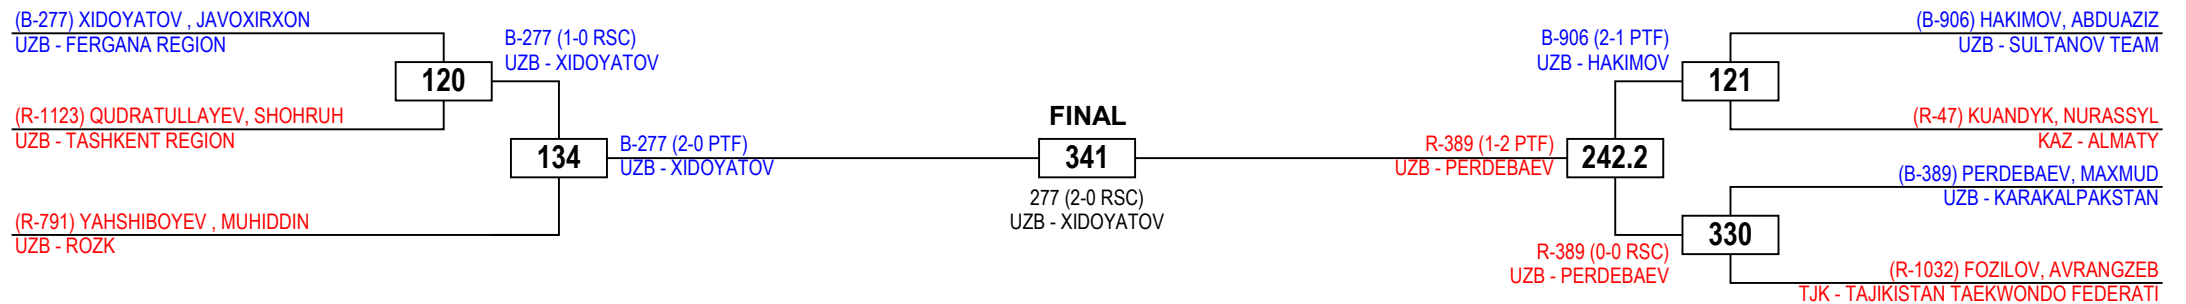 (B-277) XIDOYATOV , JAVOXIRXON
UZB - FERGANA REGION
B-277 (1-0 RSC)
UZB - XIDOYATOV
120
(R-1123) QUDRATULLAYEV, SHOHRUH
UZB - TASHKENT REGION
134
B-277 (2-0 PTF)
UZB - XIDOYATOV
(R-791) YAHSHIBOYEV , MUHIDDIN
UZB - ROZK
FINAL
341
277 (2-0 RSC)
UZB - XIDOYATOV
(B-906) HAKIMOV, ABDUAZIZ
UZB - SULTANOV TEAM
B-906 (2-1 PTF)
UZB - HAKIMOV
121
(R-47) KUANDYK, NURASSYL
KAZ - ALMATY
R-389 (1-2 PTF)
UZB - PERDEBAEV
242.2
(B-389) PERDEBAEV, MAXMUD
UZB - KARAKALPAKSTAN
330
R-389 (0-0 RSC)
UZB - PERDEBAEV
(R-1032) FOZILOV, AVRANGZEB
TJK - TAJIKISTAN TAEKWONDO FEDERATI